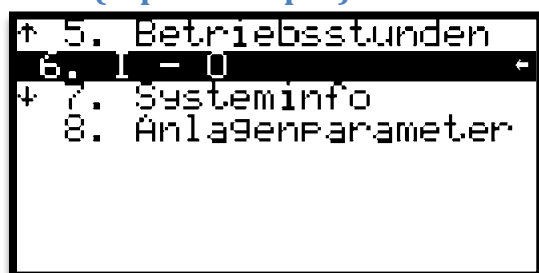 ↑ 5. Betriebsstunden
6. I - O ←
↓ 7. Systeminfo
8. Anlagenparameter